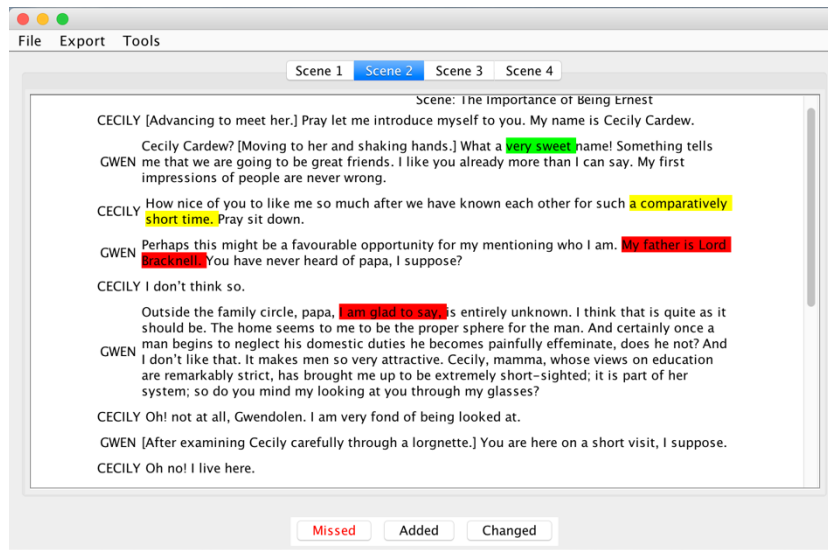 File Export Tools
Scene 1 Scene 2 Scene 3 Scene 4
Scene: The Importance of Being Ernest
CECILY [Advancing to meet her.] Pray let me introduce myself to you. My name is Cecily Cardew.
Cecily Cardew? [Moving to her and shaking hands.] What a very sweet name! Something tells
GWEN me that we are going to be great friends. I like you already more than I can say. My first
impressions of people are never wrong.
CECILY How nice of you to like me so much after we have known each other for such a comparatively
short time. Pray sit down.
GWEN Perhaps this might be a favourable opportunity for my mentioning who I am. My father is Lord
Bracknell. You have never heard of papa, I suppose?
CECILY I don't think so.
Outside the family circle, papa, I am glad to say, is entirely unknown. I think that is quite as it
should be. The home seems to me to be the proper sphere for the man. And certainly once a
man begins to neglect his domestic duties he becomes painfully effeminate, does he not? And
GWEN I don't like that. It makes men so very attractive. Cecily, mamma, whose views on education
are remarkably strict, has brought me up to be extremely short-sighted; it is part of her
system; so do you mind my looking at you through my glasses?
CECILY Oh! not at all, Gwendolen. I am very fond of being looked at.
GWEN [After examining Cecily carefully through a lorgnette.] You are here on a short visit, I suppose.
CECILY Oh no! I live here.
Missed Added Changed